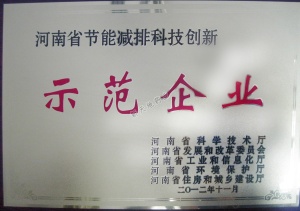 河南省节能减排科技创新
示范企业
河南省科学技术厅
河南省发展和改革委员会
河南省工业和信息化厅
河南省环境保护厅
河南省住房和城乡建设厅
二〇一二年十一月